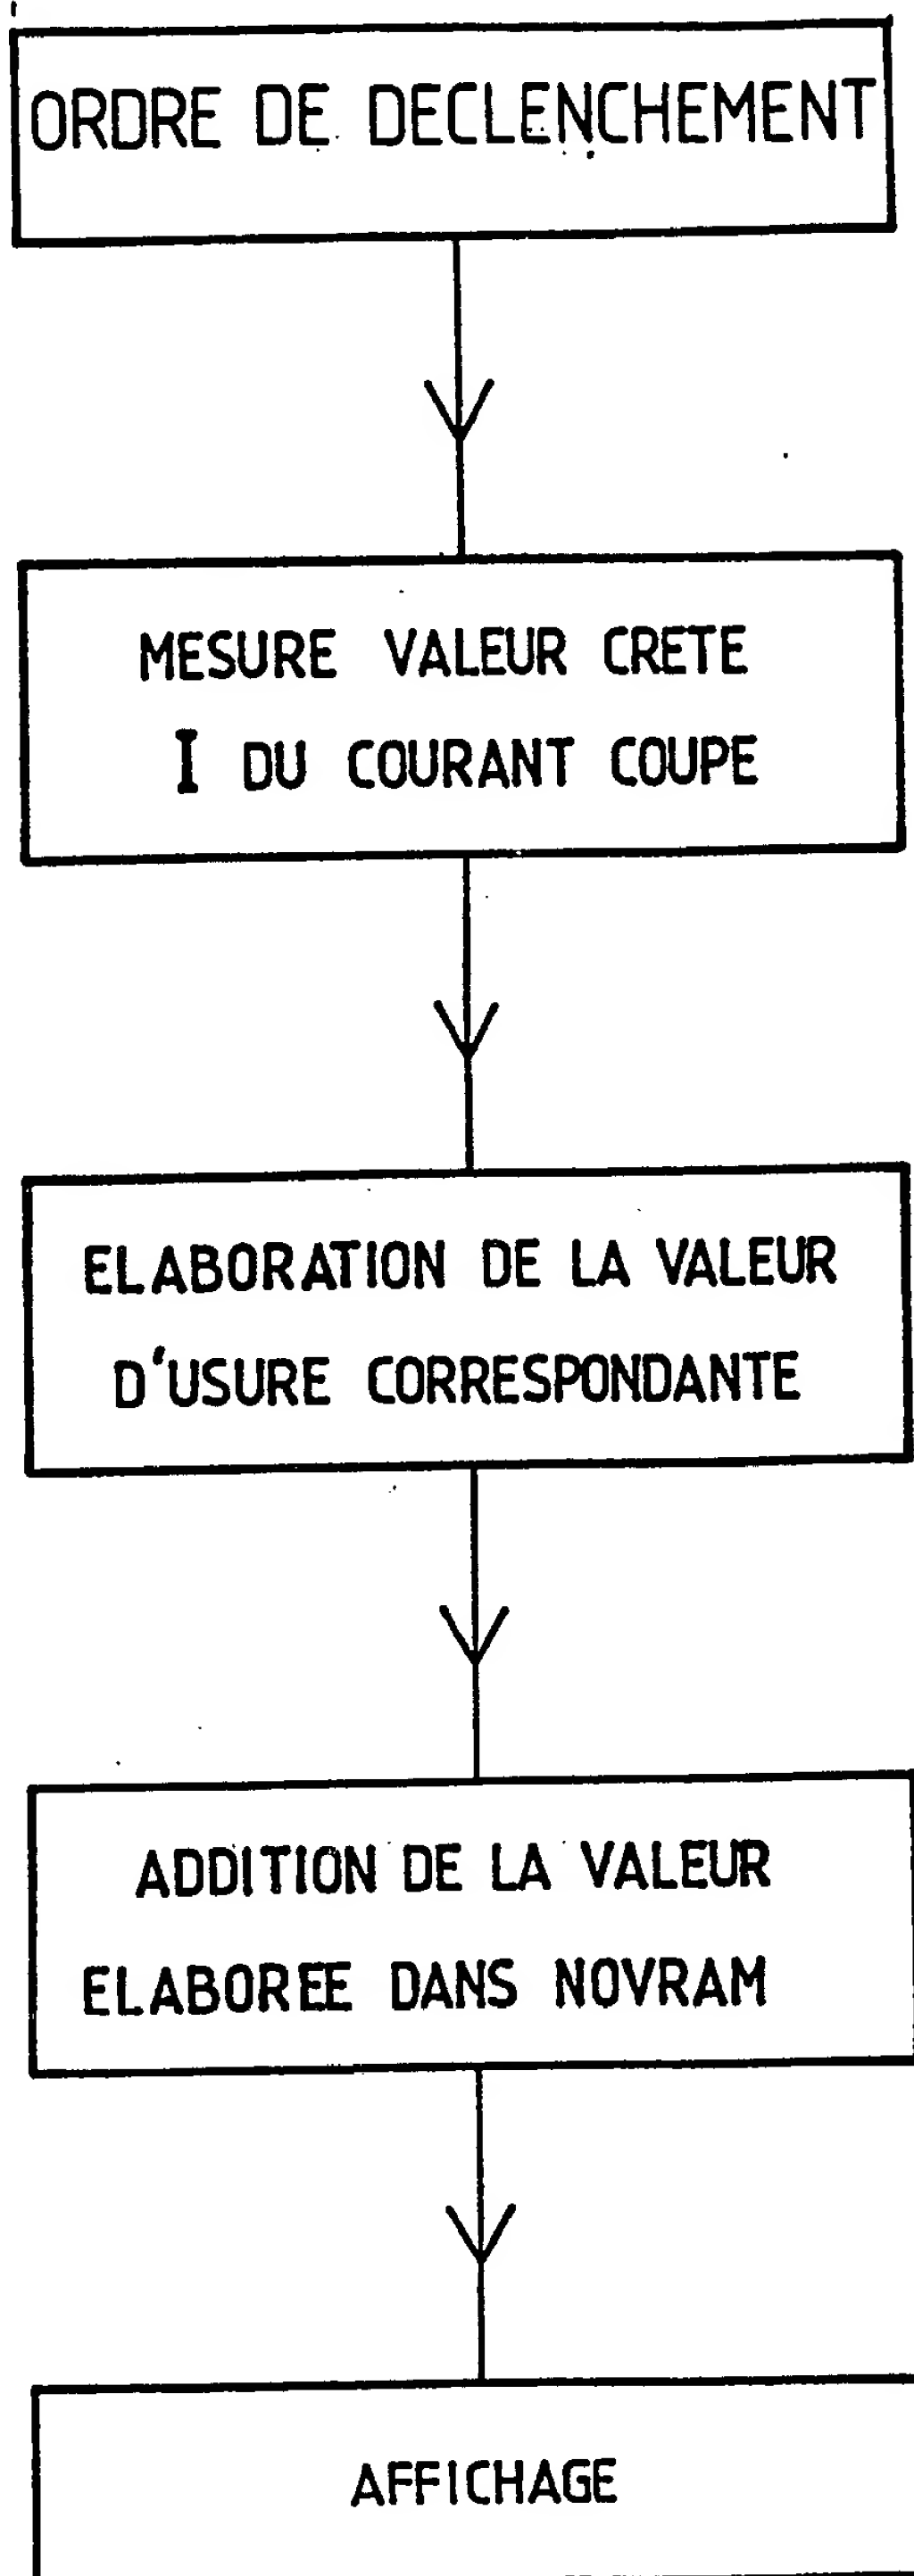 ORDRE DE DECLENCHEMENT
MESURE VALEUR CRETE
I DU COURANT COUPE
ELABORATION DE LA VALEUR
D'USURE CORRESPONDANTE
ADDITION DE LA VALEUR
ELABOREE DANS NOVRAM
AFFICHAGE